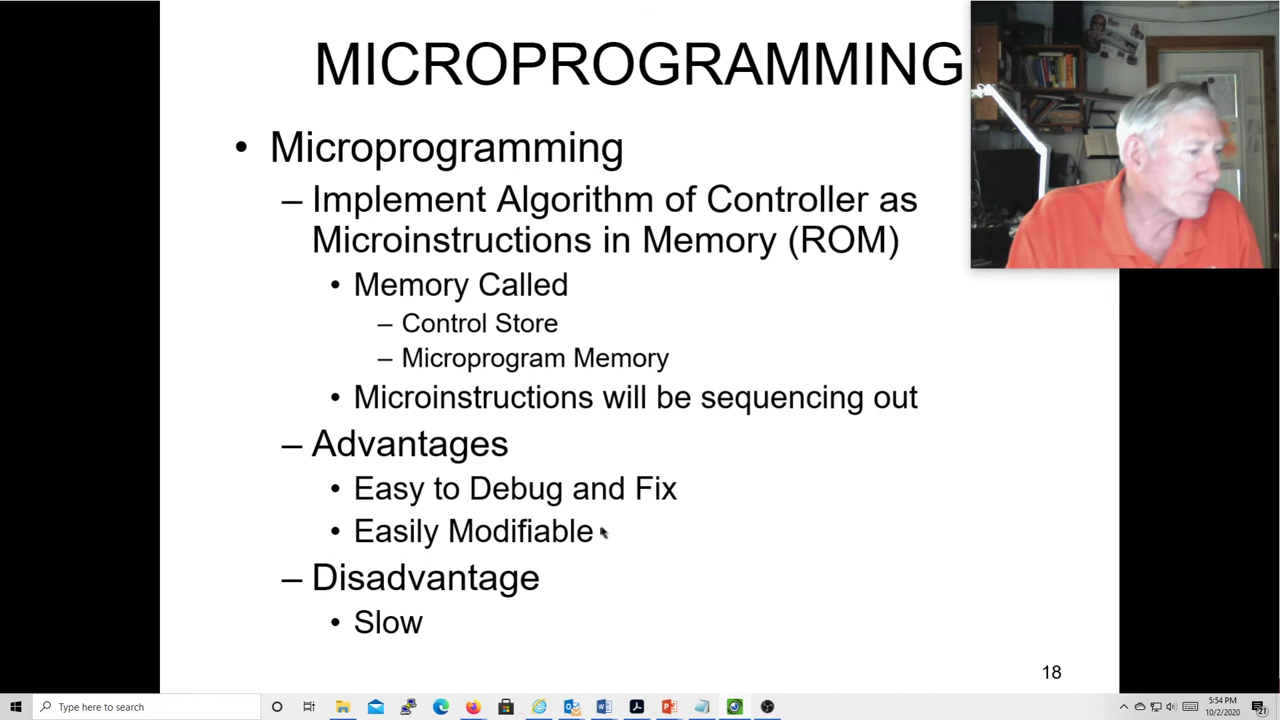 MICROPROGRAMMING
• Microprogramming
– Implement Algorithm of Controller as
Microinstructions in Memory (ROM)
• Memory Called
– Control Store
– Microprogram Memory
• Microinstructions will be sequencing out
– Advantages
• Easy to Debug and Fix
• Easily Modifiable
– Disadvantage
• Slow
18
Type here to search
5:54 PM
10/2/2020
21